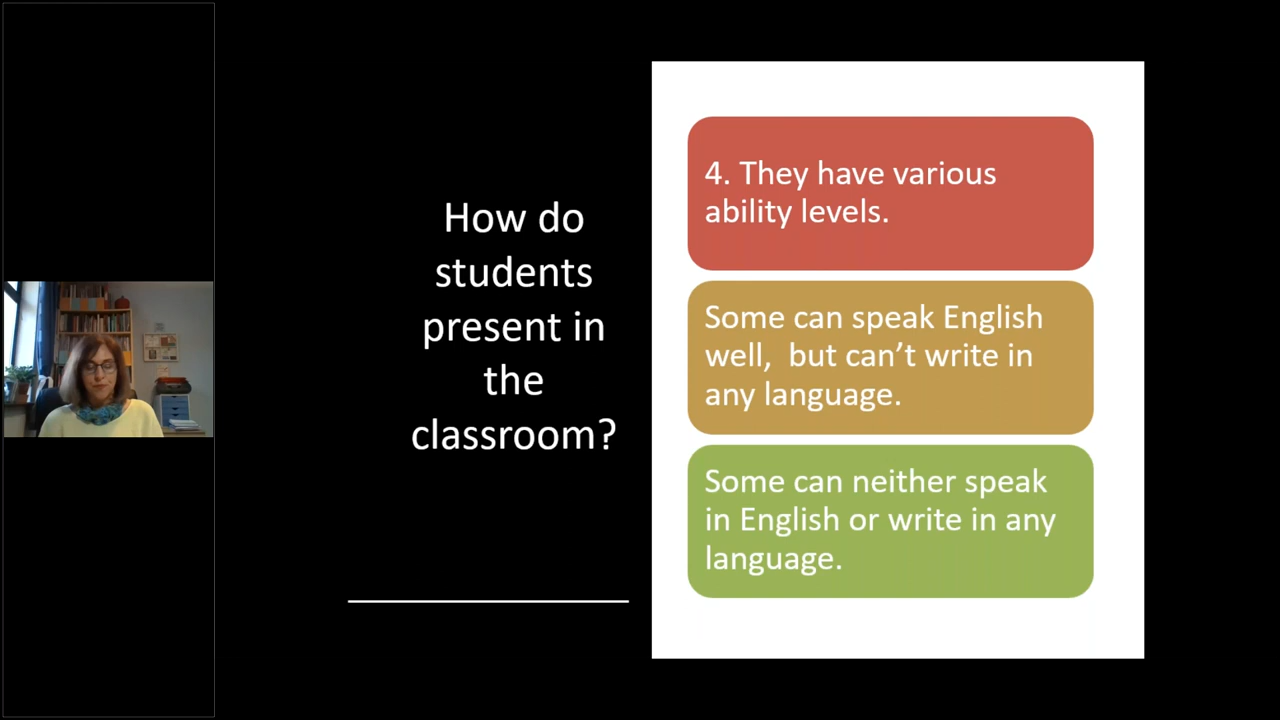 How do
students
present in
the
classroom?
4. They have various
ability levels.
Some can speak English
well,  but can’t write in
any language.
Some can neither speak
in English or write in any
language.